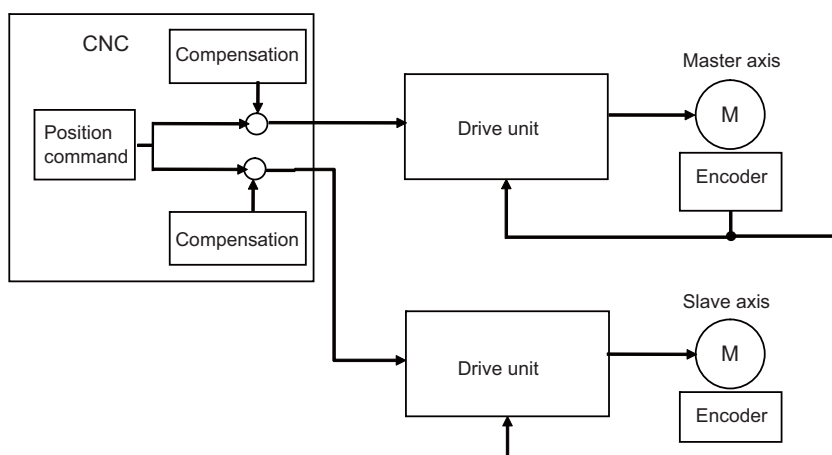 CNC
Compensation
Position
command
Compensation
Drive unit
Master axis
M
Encoder
Drive unit
Slave axis
M
Encoder